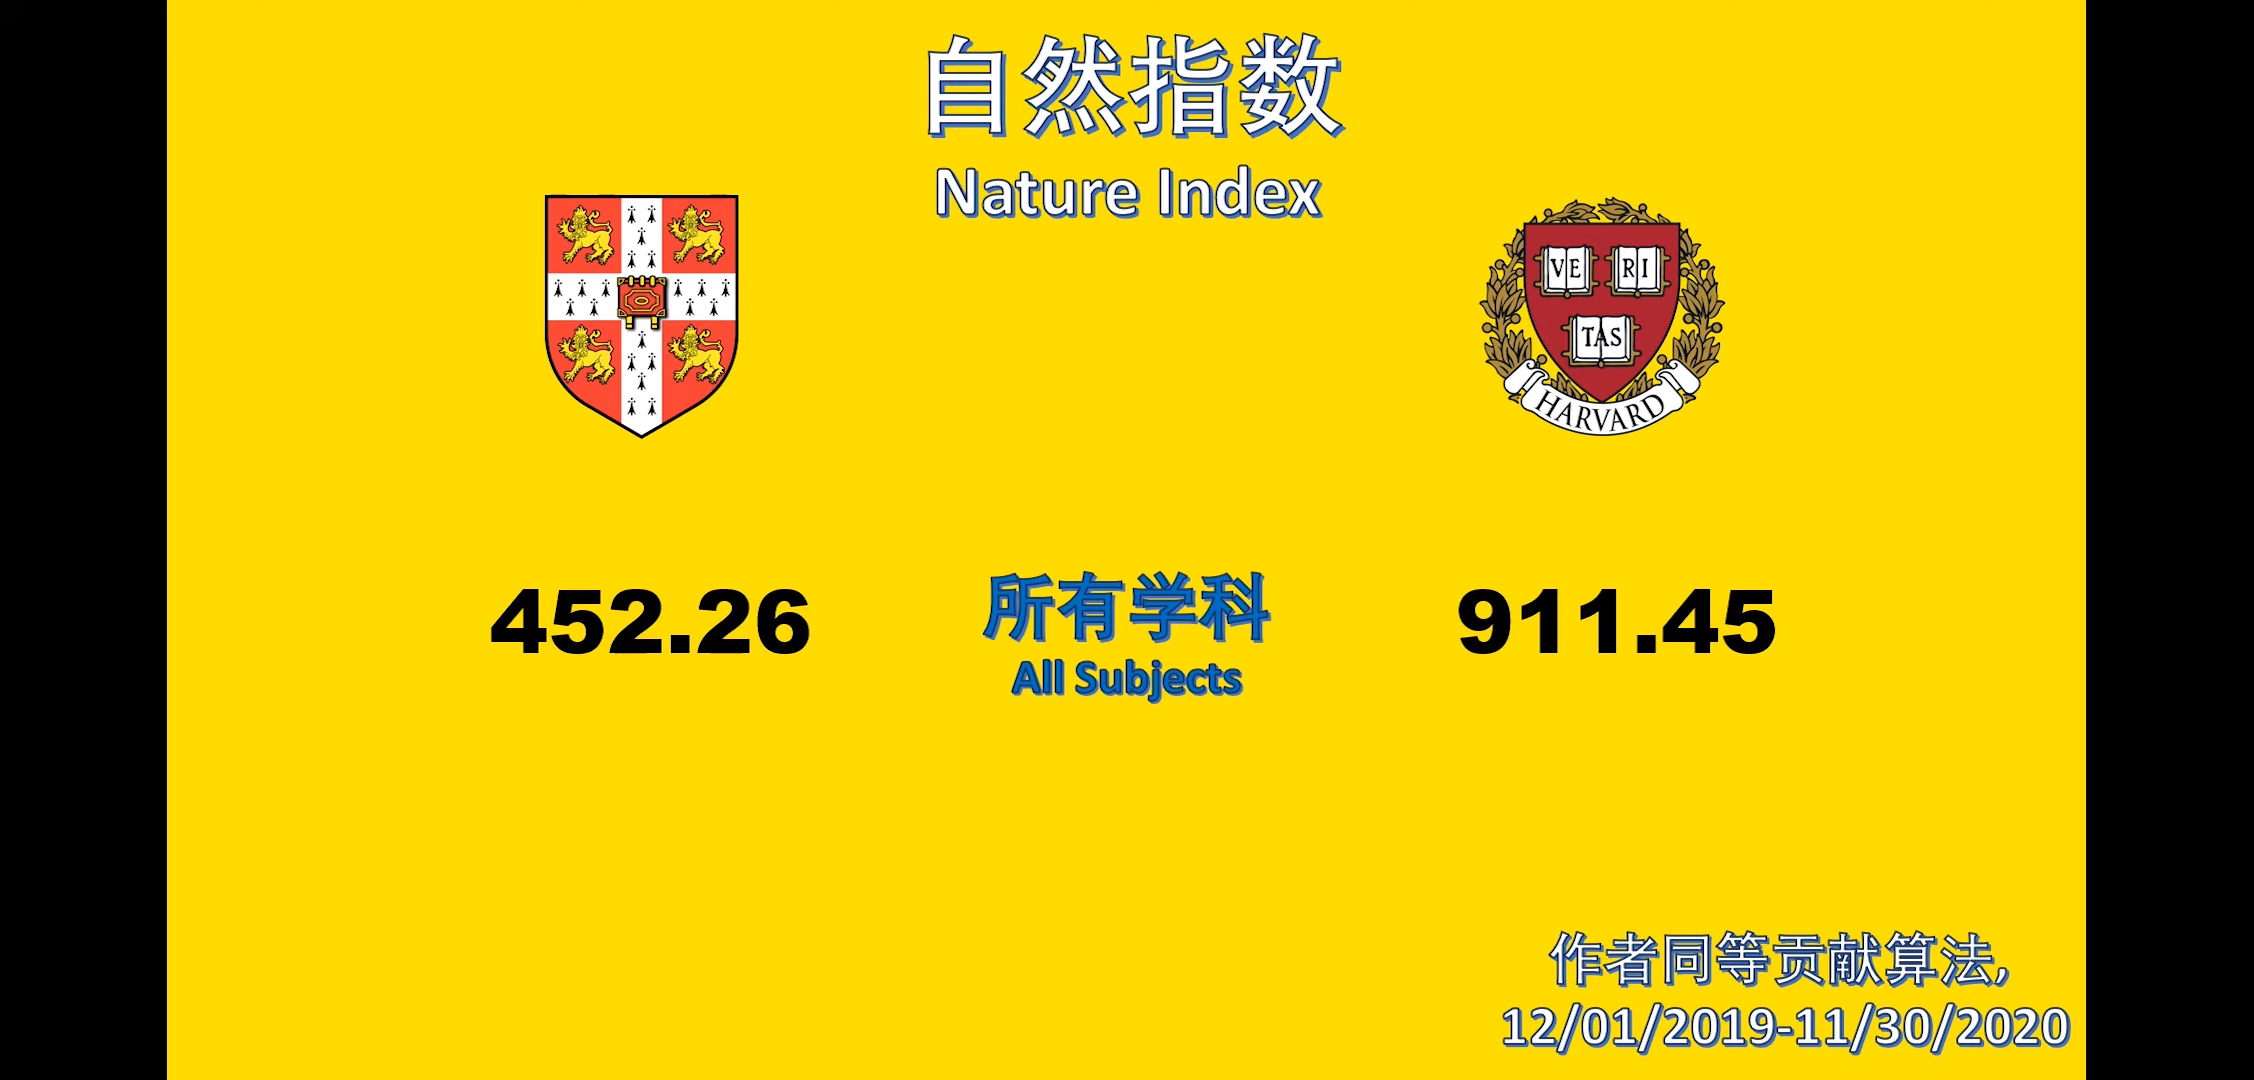 自然指数
Nature Index
VE RI
TAS
HARVARD
452.26
所有学科
All Subjects
911.45
作者同等贡献算法,
12/01/2019-11/30/2020